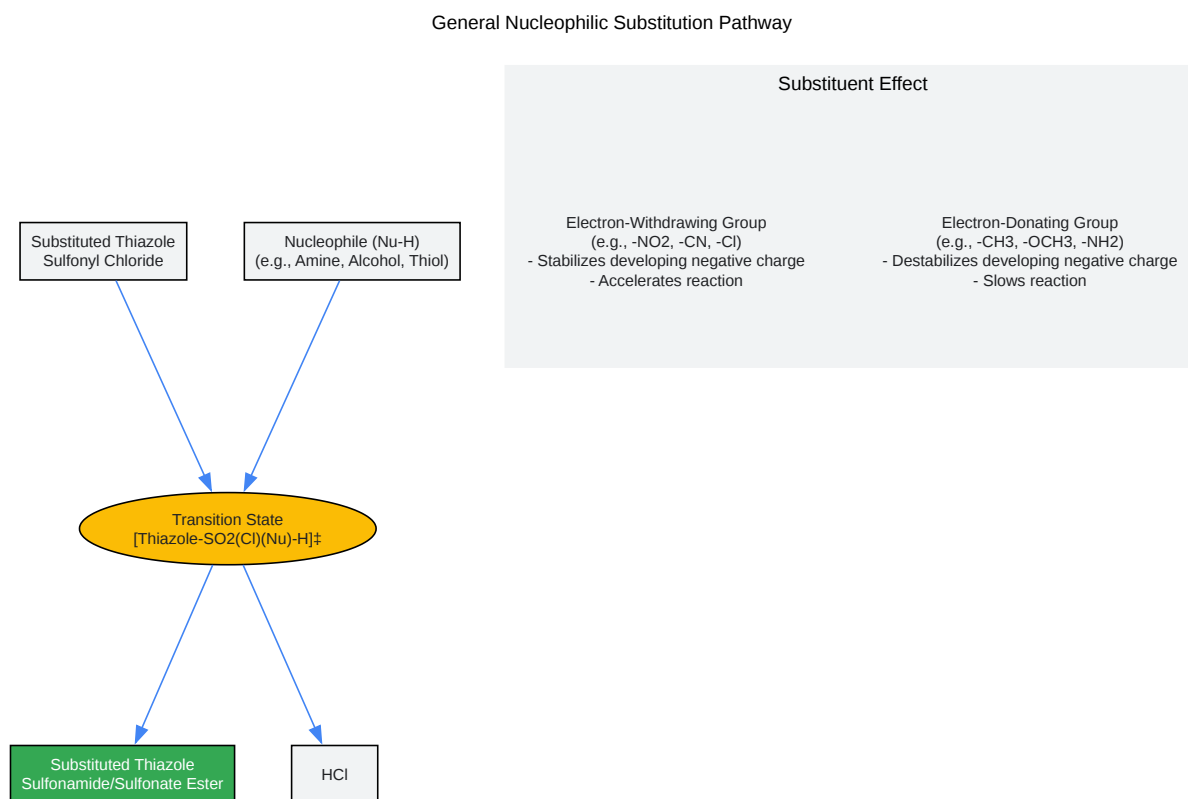 General Nucleophilic Substitution Pathway
Substituent Effect
Substituted Thiazole
Sulfonyl Chloride
Nucleophile (Nu-H)
(e.g., Amine, Alcohol, Thiol)
Electron-Withdrawing Group
(e.g., -NO2, -CN, -Cl)
- Stabilizes developing negative charge
- Accelerates reaction
Electron-Donating Group
(e.g., -CH3, -OCH3, -NH2)
- Destabilizes developing negative charge
- Slows reaction
Transition State
[Thiazole-SO2(Cl)(Nu)-H]‡
Substituted Thiazole
Sulfonamide/Sulfonate Ester
HCl